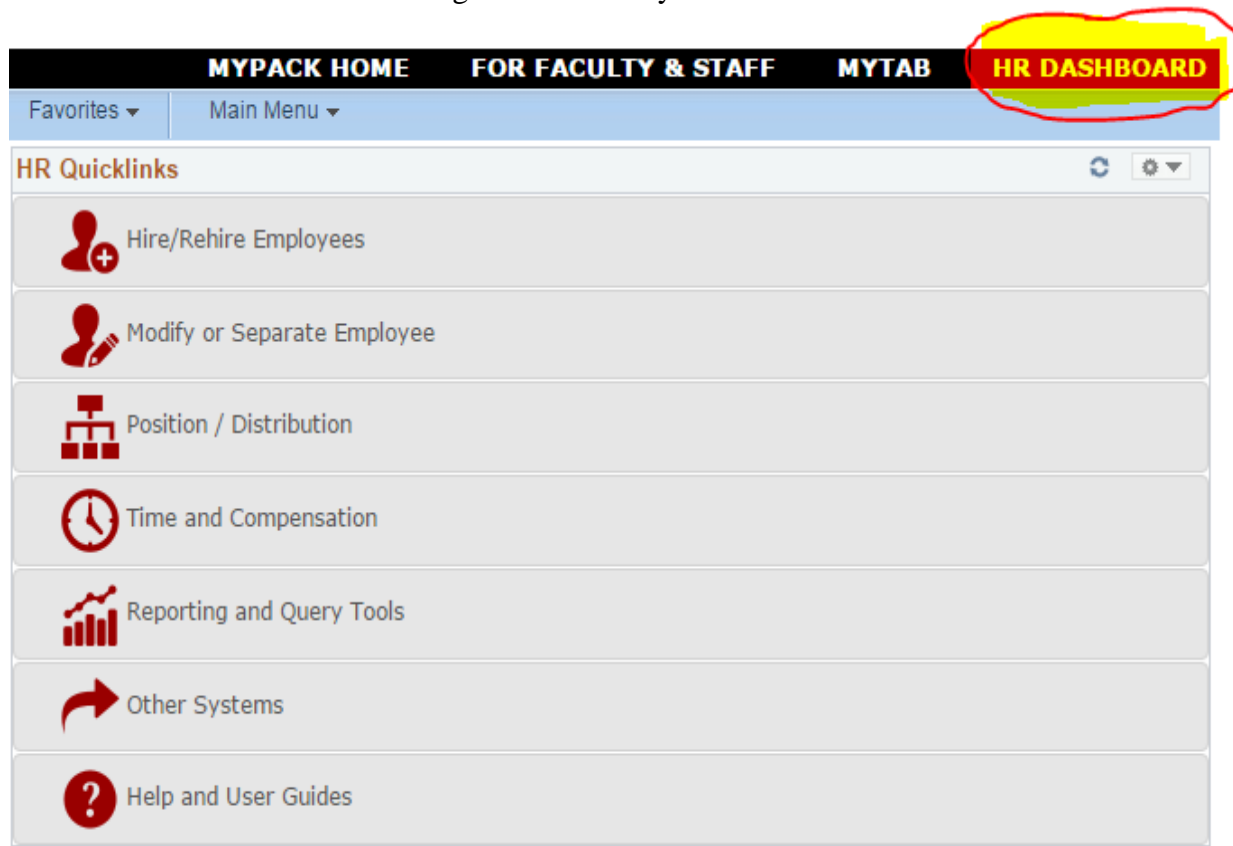 MYPACK HOME FOR FACULTY & STAFF MYTAB HR DASHBOARD
Favorites Main Menu
HR Quicklinks
Hire/Rehire Employees
Modify or Separate Employee
Position / Distribution
Time and Compensation
Reporting and Query Tools
Other Systems
? Help and User Guides